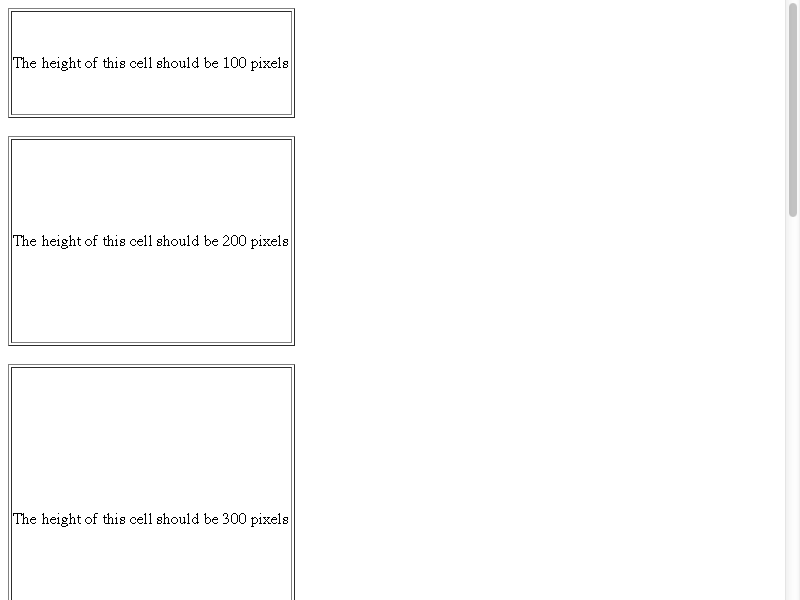 The height of this cell should be 100 pixels
The height of this cell should be 200 pixels
The height of this cell should be 300 pixels